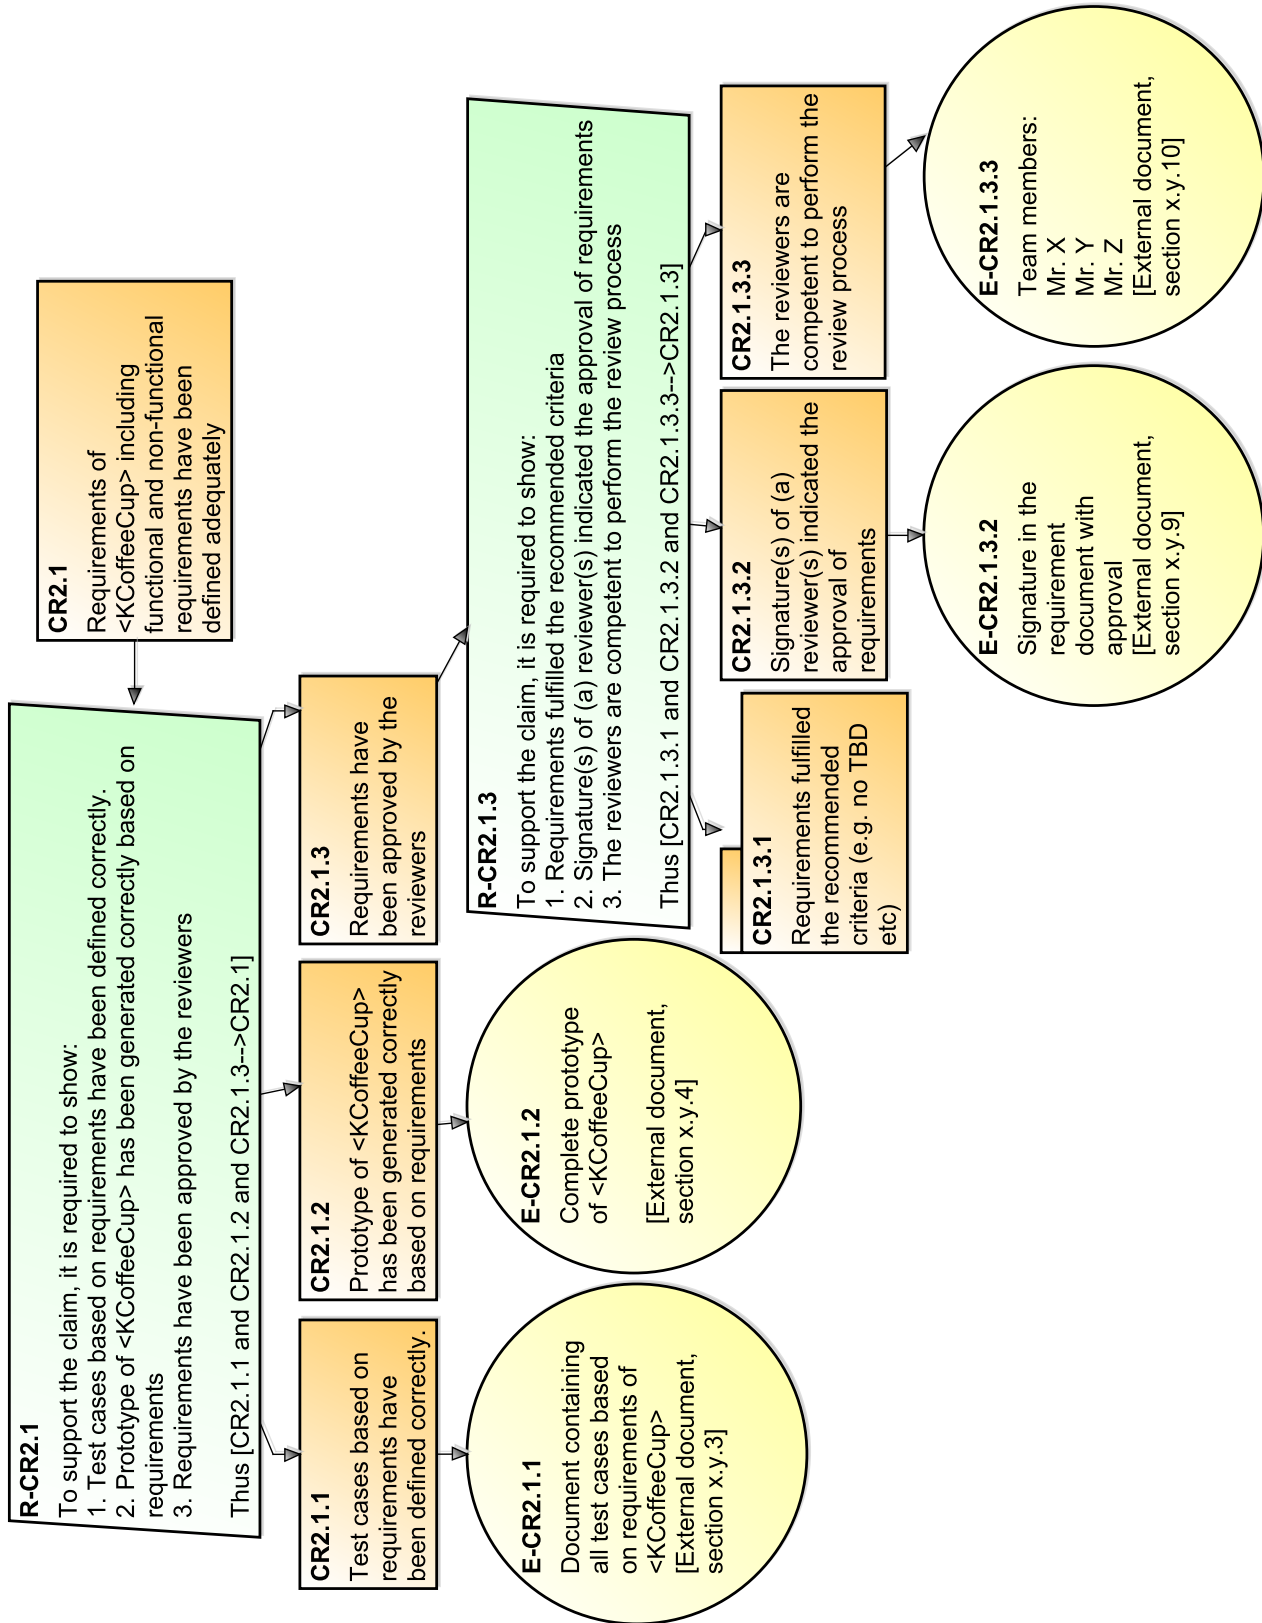 CR2.1
Requirements of
<KCoffeeCup> including
functional and non-functional
requirements have been
defined adequately
R-CR2.1
To support the claim, it is required to show:
1. Test cases based on requirements have been defined correctly.
2. Prototype of <KCoffeeCup> has been generated correctly based on
requirements
3. Requirements have been approved by the reviewers
Thus [CR2.1.1 and CR2.1.2 and CR2.1.3-->CR2.1]
CR2.1.1
Test cases based on
requirements have
been defined correctly.
CR2.1.2
Prototype of <KCoffeeCup>
has been generated correctly
based on requirements
CR2.1.3
Requirements have
been approved by the
reviewers
E-CR2.1.1
Document containing
all test cases based
on requirements of
<KCoffeeCup>
[External document,
section x.y.3]
E-CR2.1.2
Complete prototype
of <KCoffeeCup>
[External document,
section x.y.4]
R-CR2.1.3
To support the claim, it is required to show:
1. Requirements fulfilled the recommended criteria
2. Signature(s) of (a) reviewer(s) indicated the approval of requirements
3. The reviewers are competent to perform the review process
Thus [CR2.1.3.1 and CR2.1.3.2 and CR2.1.3.3-->CR2.1.3]
CR2.1.3.1
Requirements fulfilled
the recommended
criteria (e.g. no TBD
etc)
CR2.1.3.2
Signature(s) of (a)
reviewer(s) indicated the
approval of
requirements
CR2.1.3.3
The reviewers are
competent to perform the
review process
E-CR2.1.3.2
Signature in the
requirement
document with
approval
[External document,
section x.y.9]
E-CR2.1.3.3
Team members:
Mr. X
Mr. Y
Mr. Z
[External document,
section x.y.10]